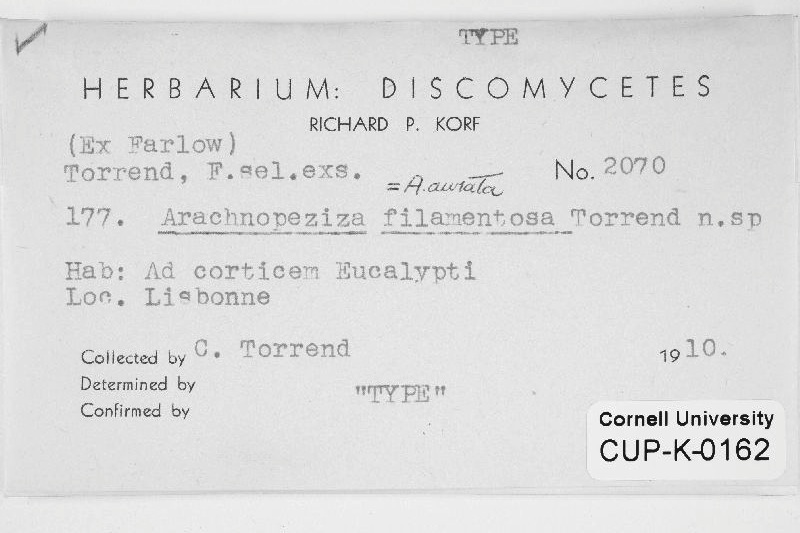 TYPE
HERBARIUM: DISCOMYCETES
RICHARD P. KORF
(Ex Farlow)
Torrend, F.sel.exs. = A. aurata No. 2070
177. Arachnopeziza filamentosa Torrend n.sp
Hab: Ad corticem Eucalypti
Loc. Lisbonne
Collected by C. Torrend 1910.
Determined by
"TYPE"
Confirmed by
Cornell University
CUP-K-0162